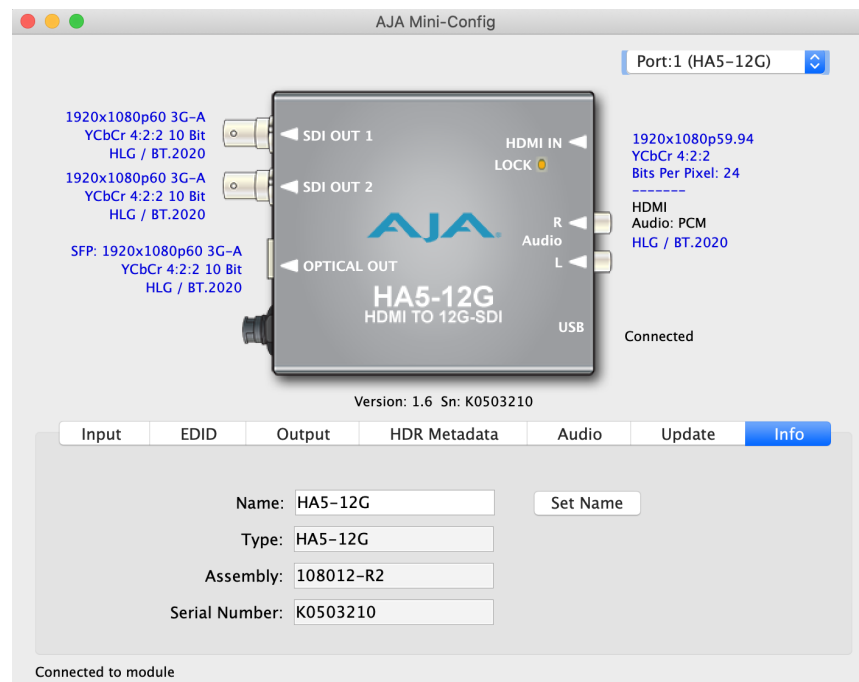 AJA Mini-Config
Port:1 (HA5-12G)
1920x1080p60 3G-A
YCbCr 4:2:2 10 Bit
HLG / BT.2020
1920x1080p60 3G-A
YCbCr 4:2:2 10 Bit
HLG / BT.2020
SFP: 1920x1080p60 3G-A
YCbCr 4:2:2 10 Bit
HLG / BT.2020
SDI OUT 1
SDI OUT 2
OPTICAL OUT
HDMI IN
LOCK
AJA
R
Audio
L
HA5-12G
HDMI TO 12G-SDI
USB
1920x1080p59.94
YCbCr 4:2:2
Bits Per Pixel: 24
-------
HDMI
Audio: PCM
HLG / BT.2020
Connected
Version: 1.6 Sn: K0503210
Input EDID Output HDR Metadata Audio Update Info
Name: HA5-12G Set Name
Type: HA5-12G
Assembly: 108012-R2
Serial Number: K0503210
Connected to module